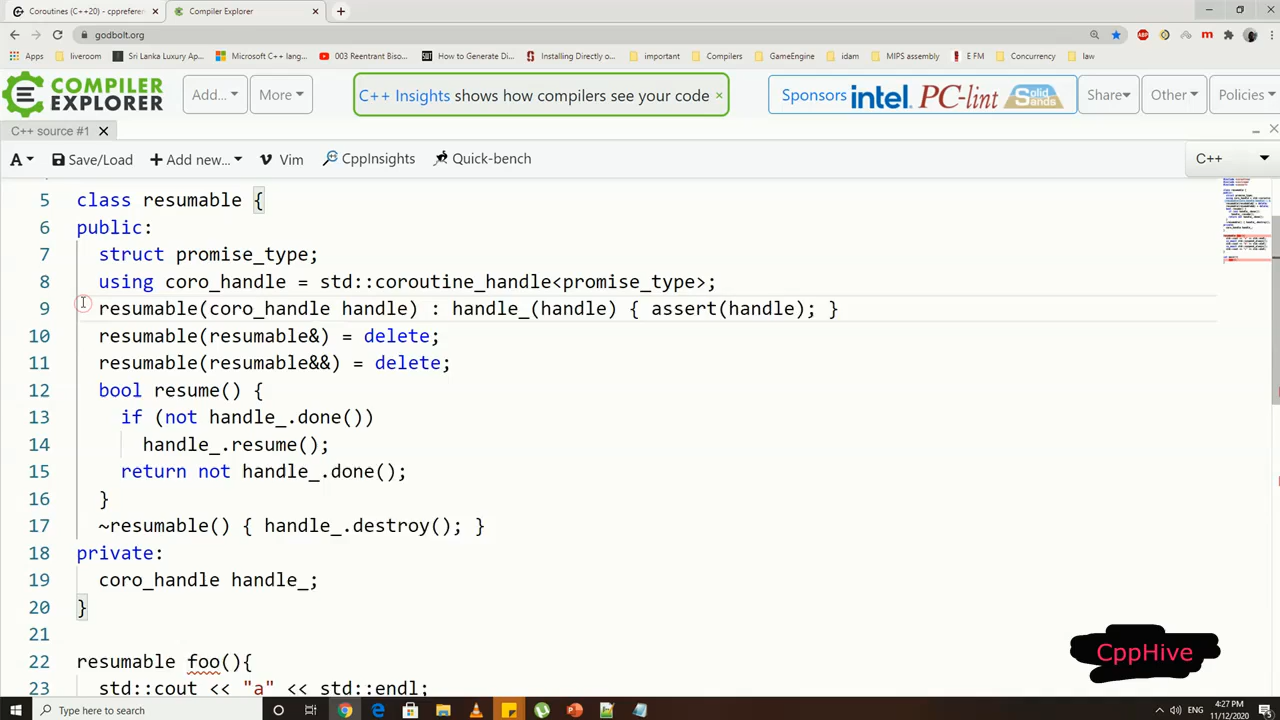 Coroutines (C++20) - cppreferen
Compiler Explorer
godbolt.org
ABP
Apps
liveroom
Sri Lanka Luxury Ap...
Microsoft C++ lang...
003 Reentrant Biso...
How to Generate Di...
Installing Directly o...
important
Compilers
GameEngine
idam
MIPS assembly
E FM
Concurrency
law
COMPILER
EXPLORER
Add...
More
C++ Insights shows how compilers see your code ×
Sponsors intel. PC-lint Solid Sands
Share
Other
Policies
C++ source #1
A
Save/Load
Add new...
Vim
CppInsights
Quick-bench
C++
5 class resumable {
6 public:
7 struct promise_type;
8 using coro_handle = std::coroutine_handle<promise_type>;
9 resumable(coro_handle handle) : handle_(handle) { assert(handle); }
10 resumable(resumable&) = delete;
11 resumable(resumable&&) = delete;
12 bool resume() {
13 if (not handle_.done())
14 handle_.resume();
15 return not handle_.done();
16 }
17 ~resumable() { handle_.destroy(); }
18 private:
19 coro_handle handle_;
20 }
21
22 resumable foo(){
23 std::cout << "a" << std::endl;
CppHive
Type here to search
ENG
4:27 PM
11/12/2020